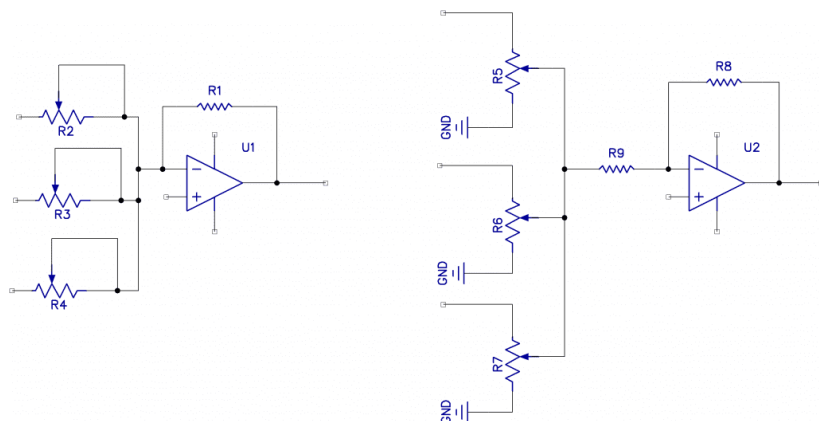 R2
R3
R4
R1
U1
+
−
R5
GND
R6
GND
R7
GND
R9
R8
U2
−
+